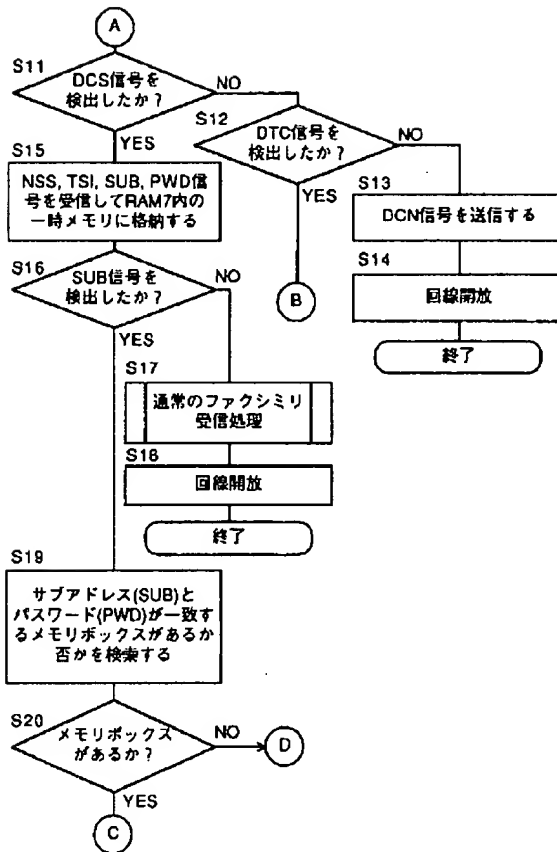 A
S11
DCS信号を
検出したか？
NO
YES
S12
DTC信号を
検出したか？
NO
YES
S13
DCN信号を送信する
S14
回線開放
終了
B
S15
NSS, TSI, SUB, PWD信
号を受信してRAM7内の
一時メモリに格納する
S16
SUB信号を
検出したか？
NO
YES
S17
通常のファクシミリ
受信処理
S18
回線開放
終了
S19
サブアドレス(SUB)と
パスワード(PWD)が一致す
るメモリボックスがあるか
否かを検索する
S20
メモリボックス
があるか？
NO
D
YES
C